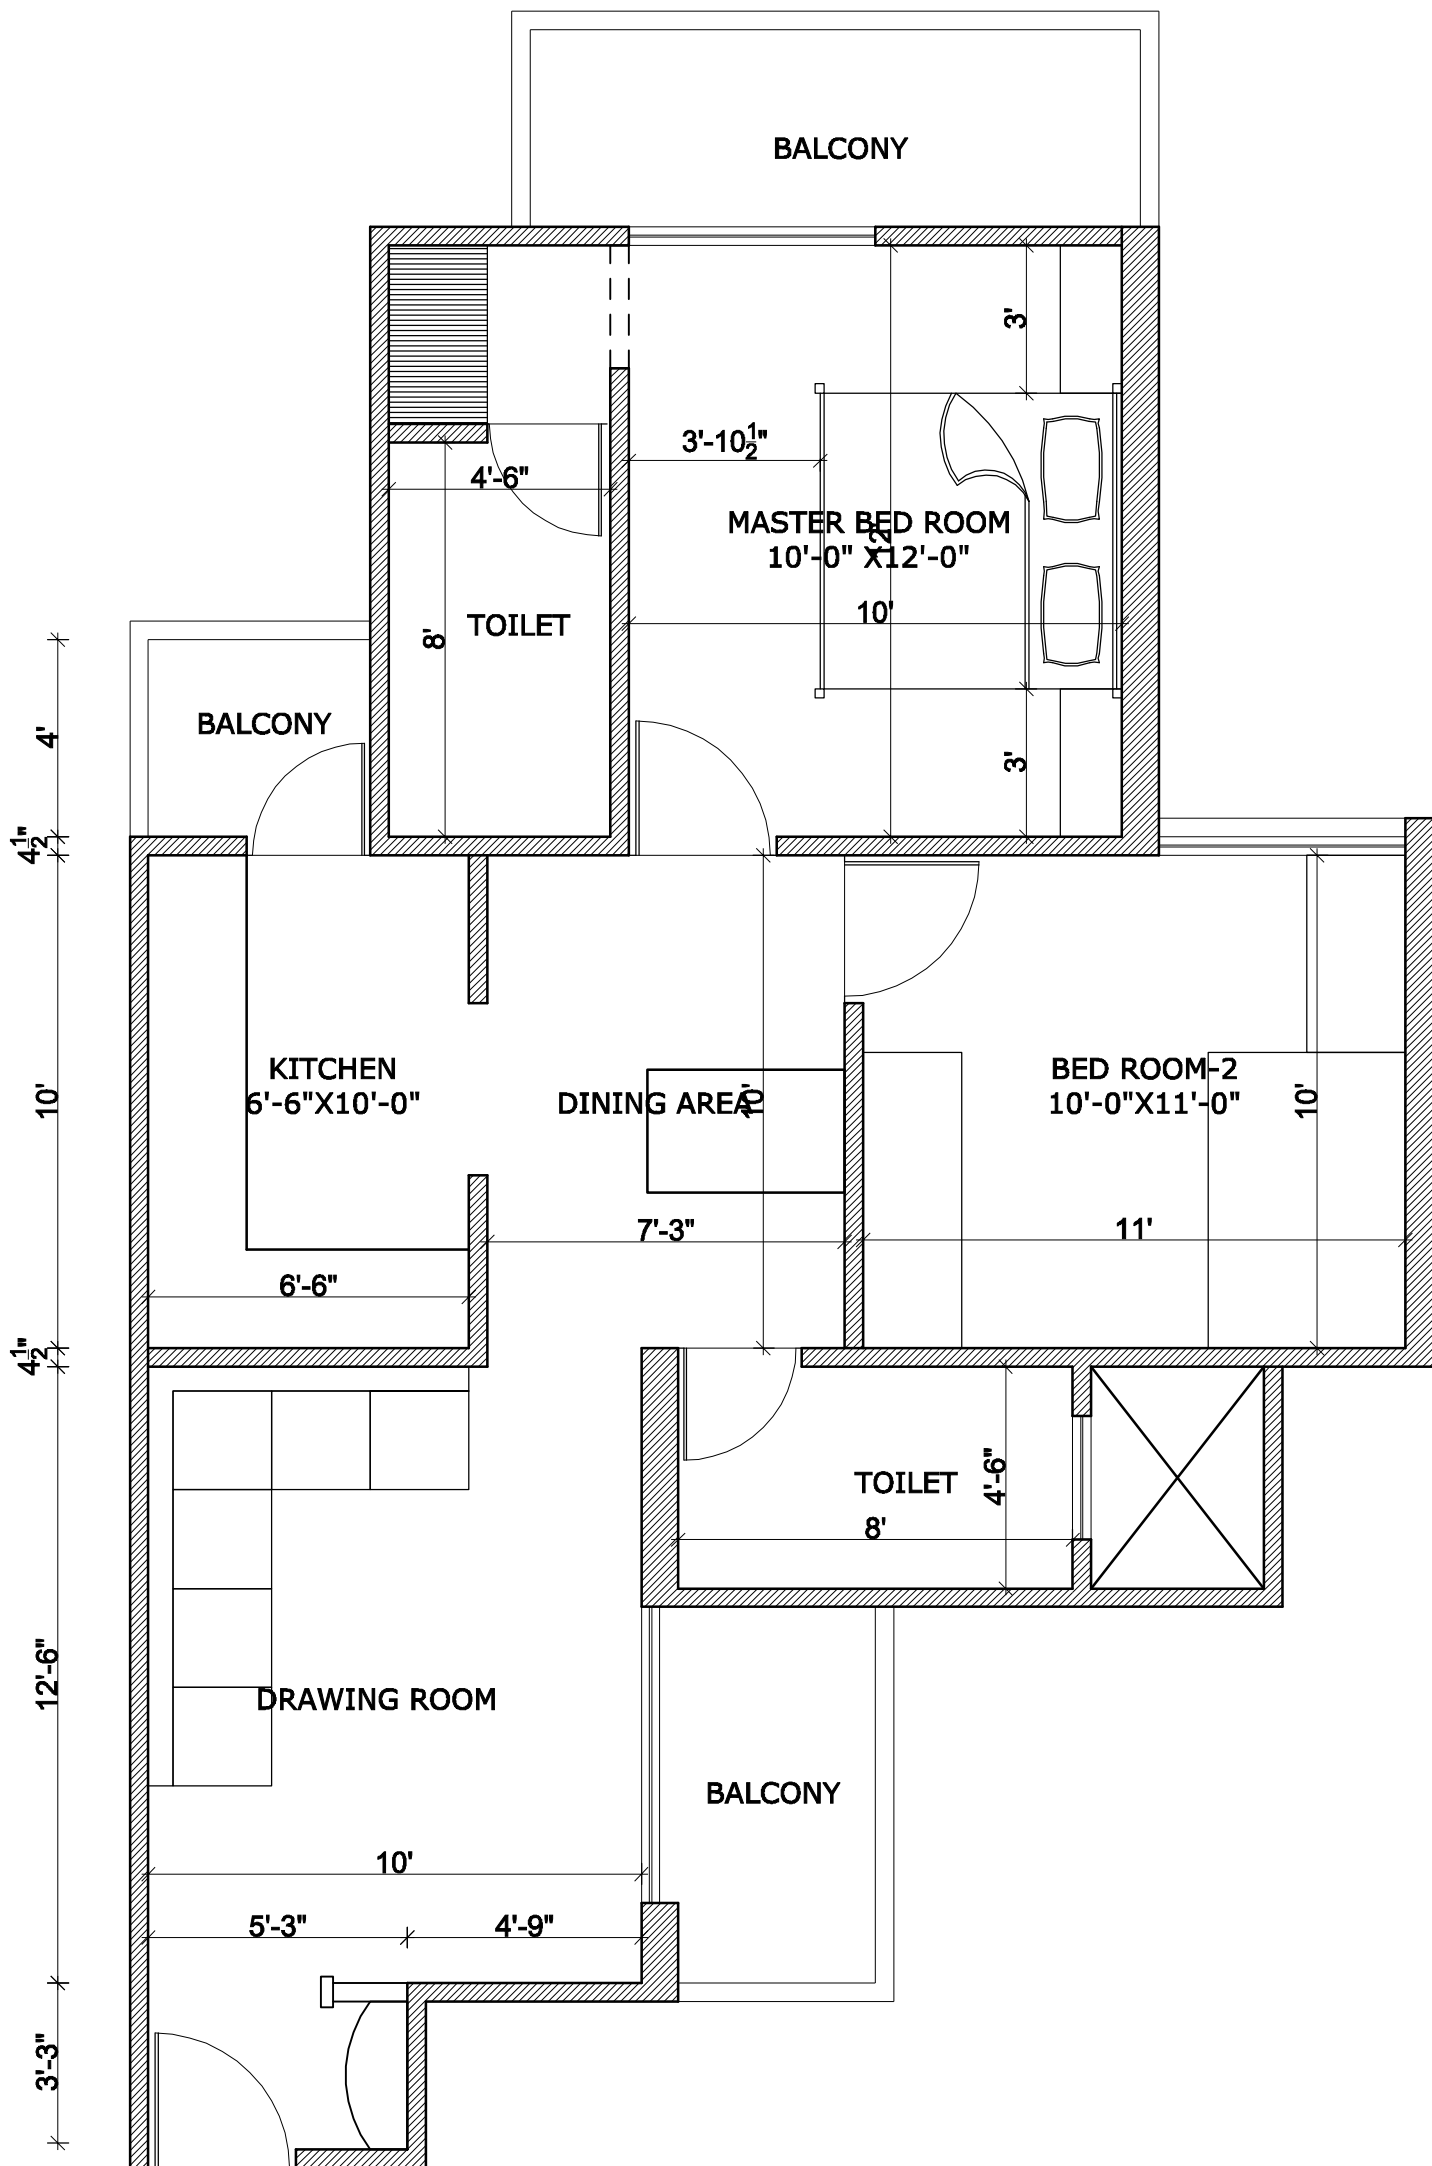 BALCONY
3'
3'-10½"
4'-6"
MASTER BED ROOM
10'-0" X12'-0"
12'
10'
TOILET
8'
BALCONY
4'
3'
4½"
KITCHEN
6'-6"X10'-0"
DINING AREA
10'
BED ROOM-2
10'-0"X11'-0"
10'
10'
7'-3"
11'
6'-6"
4½"
TOILET
4'-6"
8'
12'-6"
DRAWING ROOM
BALCONY
10'
5'-3"
4'-9"
3'-3"